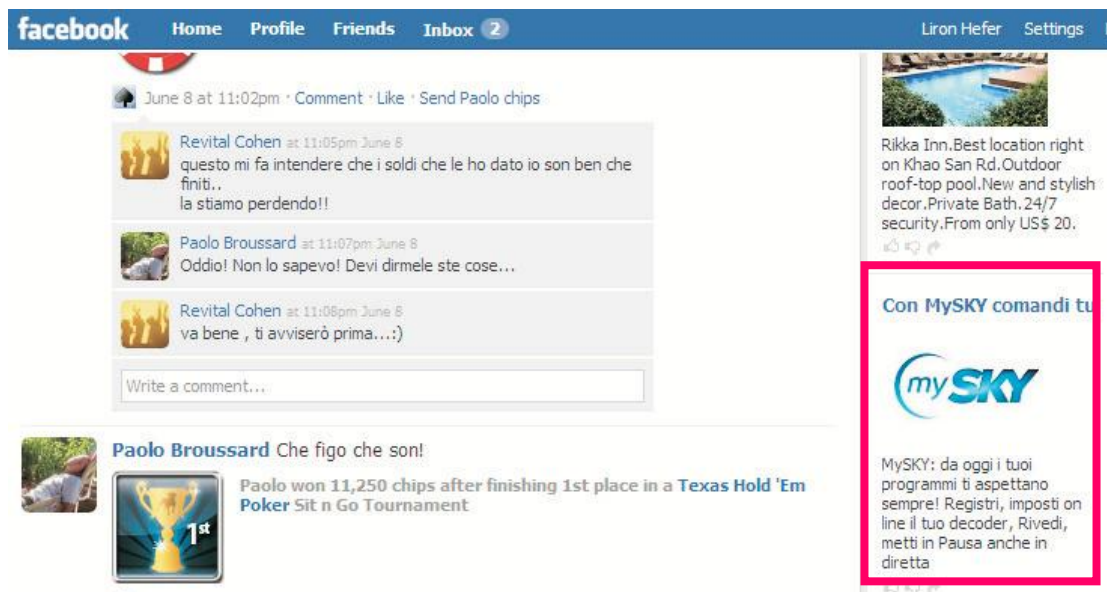 facebook Home Profile Friends Inbox 2 Liron Hefer Settings
June 8 at 11:02pm · Comment · Like · Send Paolo chips
Revital Cohen at 11:05pm June 8
questo mi fa intendere che i soldi che le ho dato io son ben che
finiti..
la stiamo perdendo!!
Paolo Broussard at 11:07pm June 8
Oddio! Non lo sapevo! Devi dirmele ste cose...
Revital Cohen at 11:08pm June 8
va bene , ti avviserò prima...:)
Write a comment...
Paolo Broussard Che figo che son!
Paolo won 11,250 chips after finishing 1st place in a Texas Hold 'Em
Poker Sit n Go Tournament
1st
Rikka Inn.Best location right
on Khao San Rd.Outdoor
roof-top pool.New and stylish
decor.Private Bath.24/7
security.From only US$ 20.
Con MySKY comandi tu
my SKY
MySKY: da oggi i tuoi
programmi ti aspettano
sempre! Registri, imposti on
line il tuo decoder, Rivedi,
metti in Pausa anche in
diretta